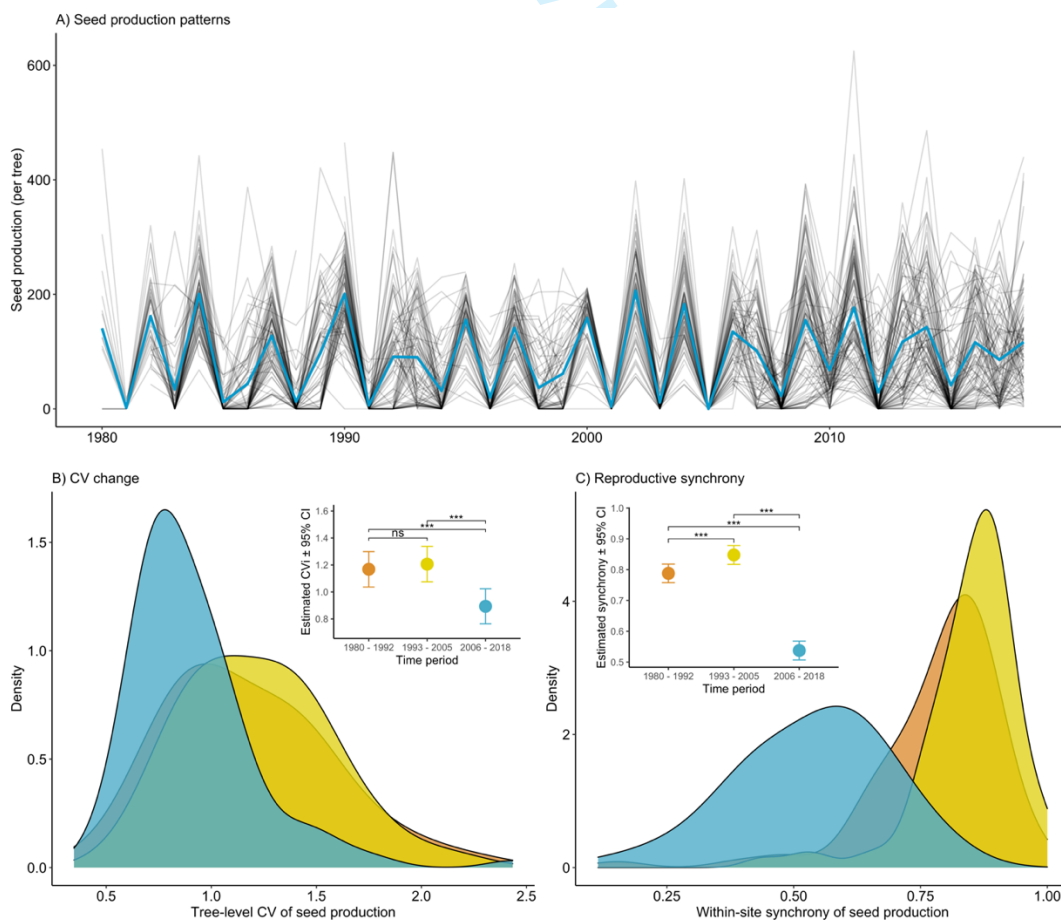 A) Seed production patterns
600
400
200
0
Seed production (per tree)
1980
1990
2000
2010
B) CV change
1.5
1.0
0.5
0.0
Density
0.5
1.0
1.5
2.0
2.5
Tree-level CV of seed production
1.4
1.2
1.0
0.8
Estimated CVi ± 95% CI
***
***
ns
1980 - 1992
1993 - 2005
2006 - 2018
Time period
C) Reproductive synchrony
4
2
0
Density
0.25
0.50
0.75
1.00
Within-site synchrony of seed production
1.0
0.9
0.8
0.7
0.6
0.5
Estimated synchrony ± 95% CI
***
***
***
1980 - 1992
1993 - 2005
2006 - 2018
Time period